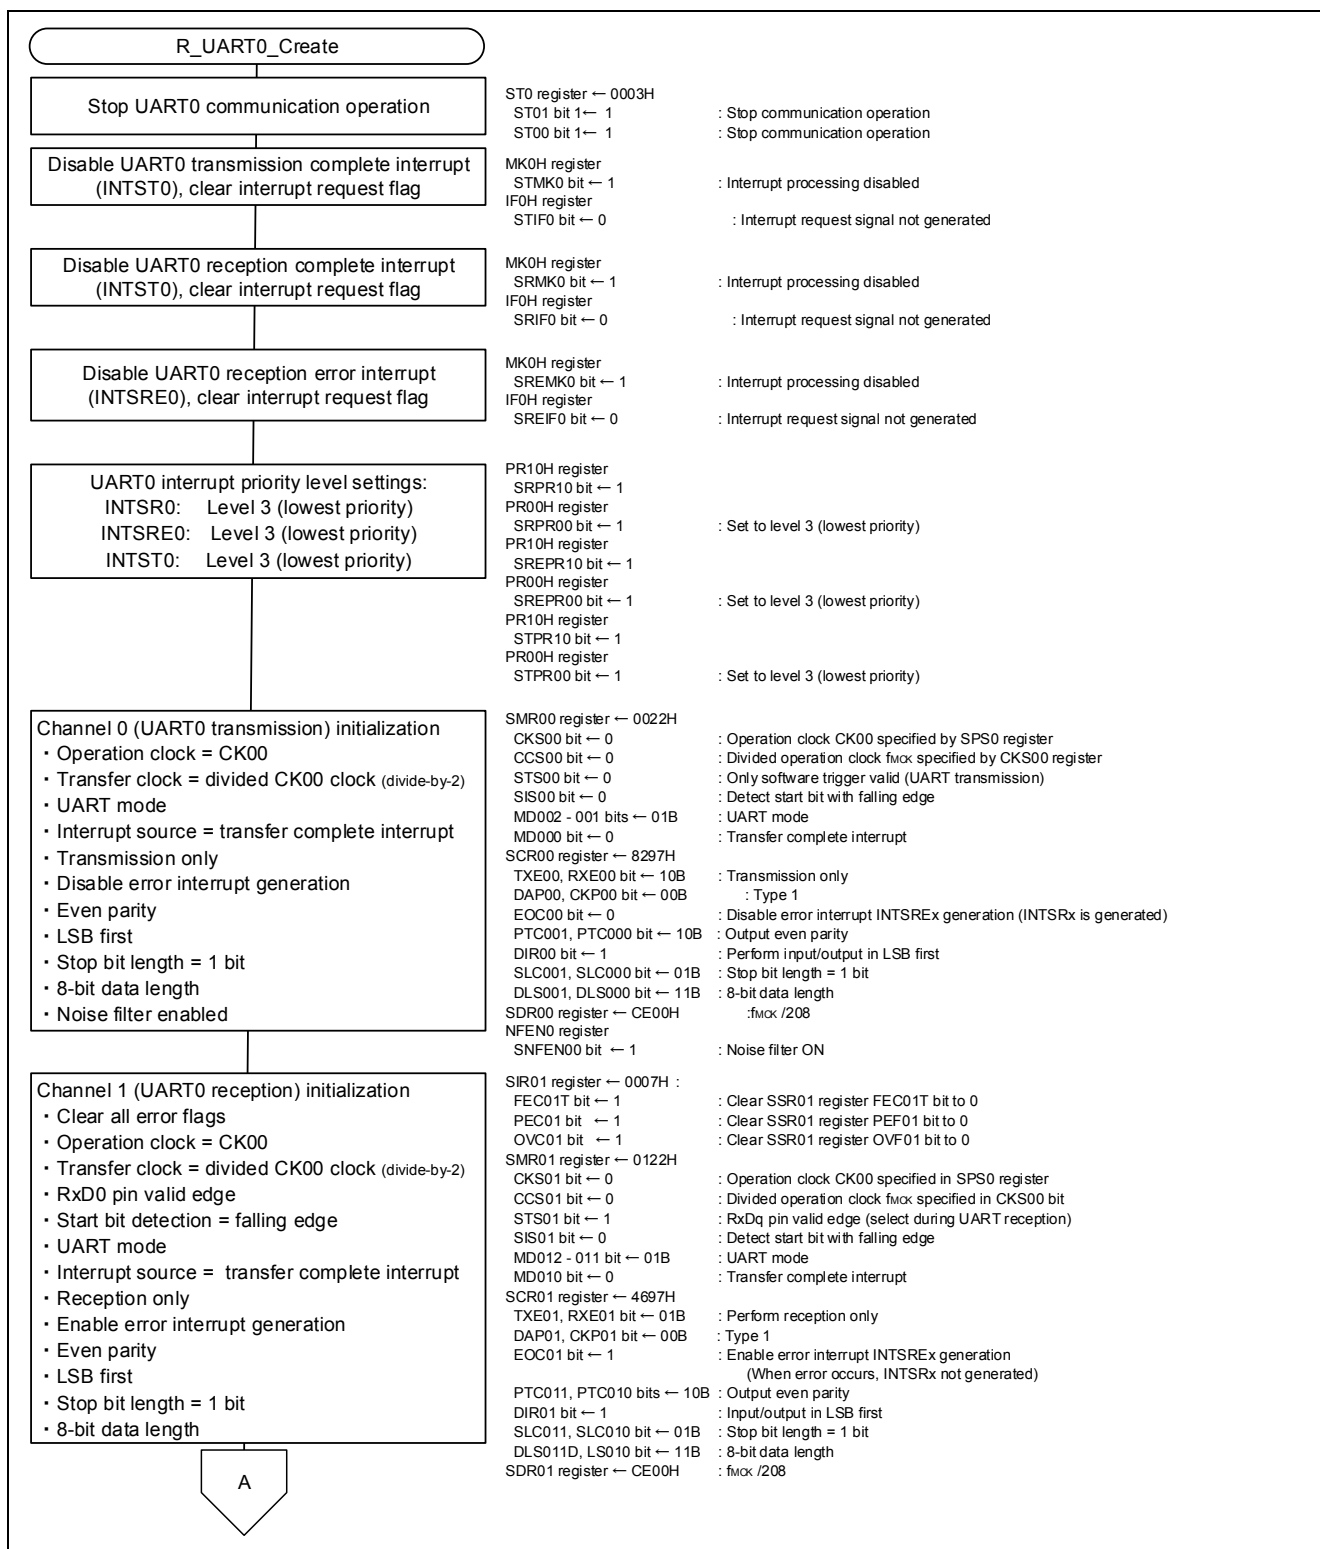 R_UART0_Create
Stop UART0 communication operation
ST0 register ← 0003H
ST01 bit 1← 1 : Stop communication operation
ST00 bit 1← 1 : Stop communication operation
Disable UART0 transmission complete interrupt
(INTST0), clear interrupt request flag
MK0H register
STMK0 bit ← 1 : Interrupt processing disabled
IF0H register
STIF0 bit ← 0 : Interrupt request signal not generated
Disable UART0 reception complete interrupt
(INTST0), clear interrupt request flag
MK0H register
SRMK0 bit ← 1 : Interrupt processing disabled
IF0H register
SRIF0 bit ← 0 : Interrupt request signal not generated
Disable UART0 reception error interrupt
(INTSRE0), clear interrupt request flag
MK0H register
SREMK0 bit ← 1 : Interrupt processing disabled
IF0H register
SREIF0 bit ← 0 : Interrupt request signal not generated
UART0 interrupt priority level settings:
INTSR0: Level 3 (lowest priority)
INTSRE0: Level 3 (lowest priority)
INTST0: Level 3 (lowest priority)
PR10H register
SRPR10 bit ← 1
PR00H register
SRPR00 bit ← 1 : Set to level 3 (lowest priority)
PR10H register
SREPR10 bit ← 1
PR00H register
SREPR00 bit ← 1 : Set to level 3 (lowest priority)
PR10H register
STPR10 bit ← 1
PR00H register
STPR00 bit ← 1 : Set to level 3 (lowest priority)
Channel 0 (UART0 transmission) initialization
・Operation clock = CK00
・Transfer clock = divided CK00 clock (divide-by-2)
・UART mode
・Interrupt source = transfer complete interrupt
・Transmission only
・Disable error interrupt generation
・Even parity
・LSB first
・Stop bit length = 1 bit
・8-bit data length
・Noise filter enabled
SMR00 register ← 0022H
CKS00 bit ← 0 : Operation clock CK00 specified by SPS0 register
CCS00 bit ← 0 : Divided operation clock fMCK specified by CKS00 register
STS00 bit ← 0 : Only software trigger valid (UART transmission)
SIS00 bit ← 0 : Detect start bit with falling edge
MD002 - 001 bits ← 01B : UART mode
MD000 bit ← 0 : Transfer complete interrupt
SCR00 register ← 8297H
TXE00, RXE00 bit ← 10B : Transmission only
DAP00, CKP00 bit ← 00B : Type 1
EOC00 bit ← 0 : Disable error interrupt INTSREx generation (INTSRx is generated)
PTC001, PTC000 bit ← 10B : Output even parity
DIR00 bit ← 1 : Perform input/output in LSB first
SLC001, SLC000 bit ← 01B : Stop bit length = 1 bit
DLS001, DLS000 bit ← 11B : 8-bit data length
SDR00 register ← CE00H :fMCK /208
NFEN0 register
SNFEN00 bit ← 1 : Noise filter ON
Channel 1 (UART0 reception) initialization
・Clear all error flags
・Operation clock = CK00
・Transfer clock = divided CK00 clock (divide-by-2)
・RxD0 pin valid edge
・Start bit detection = falling edge
・UART mode
・Interrupt source = transfer complete interrupt
・Reception only
・Enable error interrupt generation
・Even parity
・LSB first
・Stop bit length = 1 bit
・8-bit data length
SIR01 register ← 0007H :
FEC01T bit ← 1 : Clear SSR01 register FEC01T bit to 0
PEC01 bit ← 1 : Clear SSR01 register PEF01 bit to 0
OVC01 bit ← 1 : Clear SSR01 register OVF01 bit to 0
SMR01 register ← 0122H
CKS01 bit ← 0 : Operation clock CK00 specified in SPS0 register
CCS01 bit ← 0 : Divided operation clock fMCK specified in CKS00 bit
STS01 bit ← 1 : RxDq pin valid edge (select during UART reception)
SIS01 bit ← 0 : Detect start bit with falling edge
MD012 - 011 bit ← 01B : UART mode
MD010 bit ← 0 : Transfer complete interrupt
SCR01 register ← 4697H
TXE01, RXE01 bit ← 01B : Perform reception only
DAP01, CKP01 bit ← 00B : Type 1
EOC01 bit ← 1 : Enable error interrupt INTSREx generation
(When error occurs, INTSRx not generated)
PTC011, PTC010 bits ← 10B : Output even parity
DIR01 bit ← 1 : Input/output in LSB first
SLC011, SLC010 bit ← 01B : Stop bit length = 1 bit
DLS011D, LS010 bit ← 11B : 8-bit data length
SDR01 register ← CE00H : fMCK /208
A